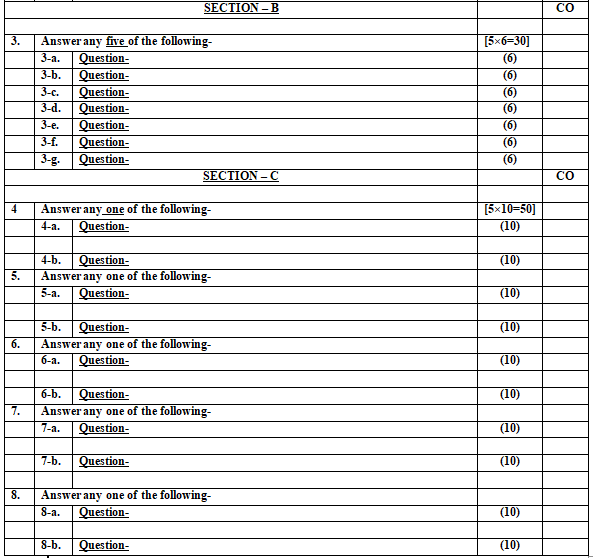 SECTION – B CO
3. Answer any five of the following- [5×6=30]
3-a. Question- (6)
3-b. Question- (6)
3-c. Question- (6)
3-d. Question- (6)
3-e. Question- (6)
3-f. Question- (6)
3-g. Question- (6)
SECTION – C CO
4 Answer any one of the following- [5×10=50]
4-a. Question- (10)
4-b. Question- (10)
5. Answer any one of the following-
5-a. Question- (10)
5-b. Question- (10)
6. Answer any one of the following-
6-a. Question- (10)
6-b. Question- (10)
7. Answer any one of the following-
7-a. Question- (10)
7-b. Question- (10)
8. Answer any one of the following-
8-a. Question- (10)
8-b. Question- (10)